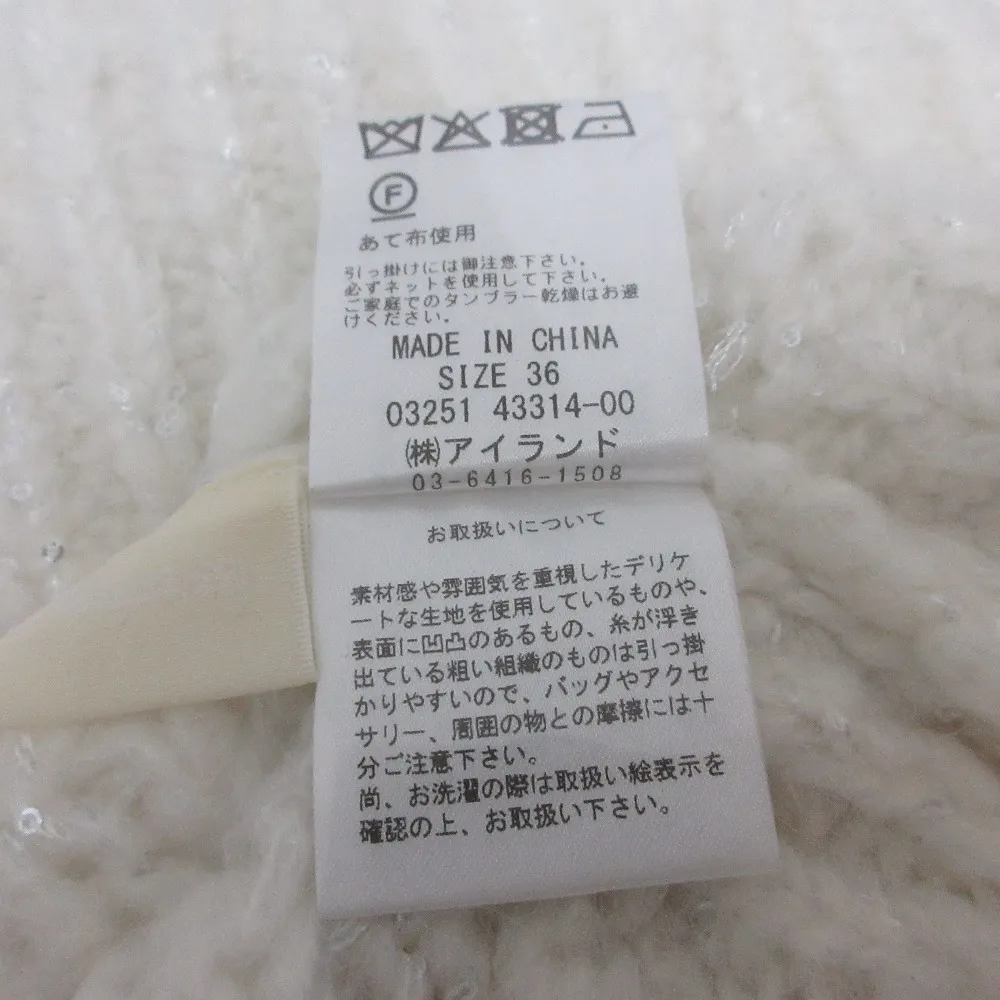 F
あて布使用
引っ掛けには御注意下さい。
必ずネットを使用して下さい。
ご家庭でのタンブラー乾燥はお避
けください。
MADE IN CHINA
SIZE 36
03251 43314-00
㈱アイランド
03-6416-1508
お取扱いについて
素材感や雰囲気を重視したデリケ
ートな生地を使用しているものや、
表面に凹凸のあるもの、糸が浮き
出ている粗い組織のものは引っ掛
かりやすいので、バッグやアクセ
サリー、周囲の物との摩擦には十
分ご注意下さい。
尚、お洗濯の際は取扱い絵表示を
確認の上、お取扱い下さい。